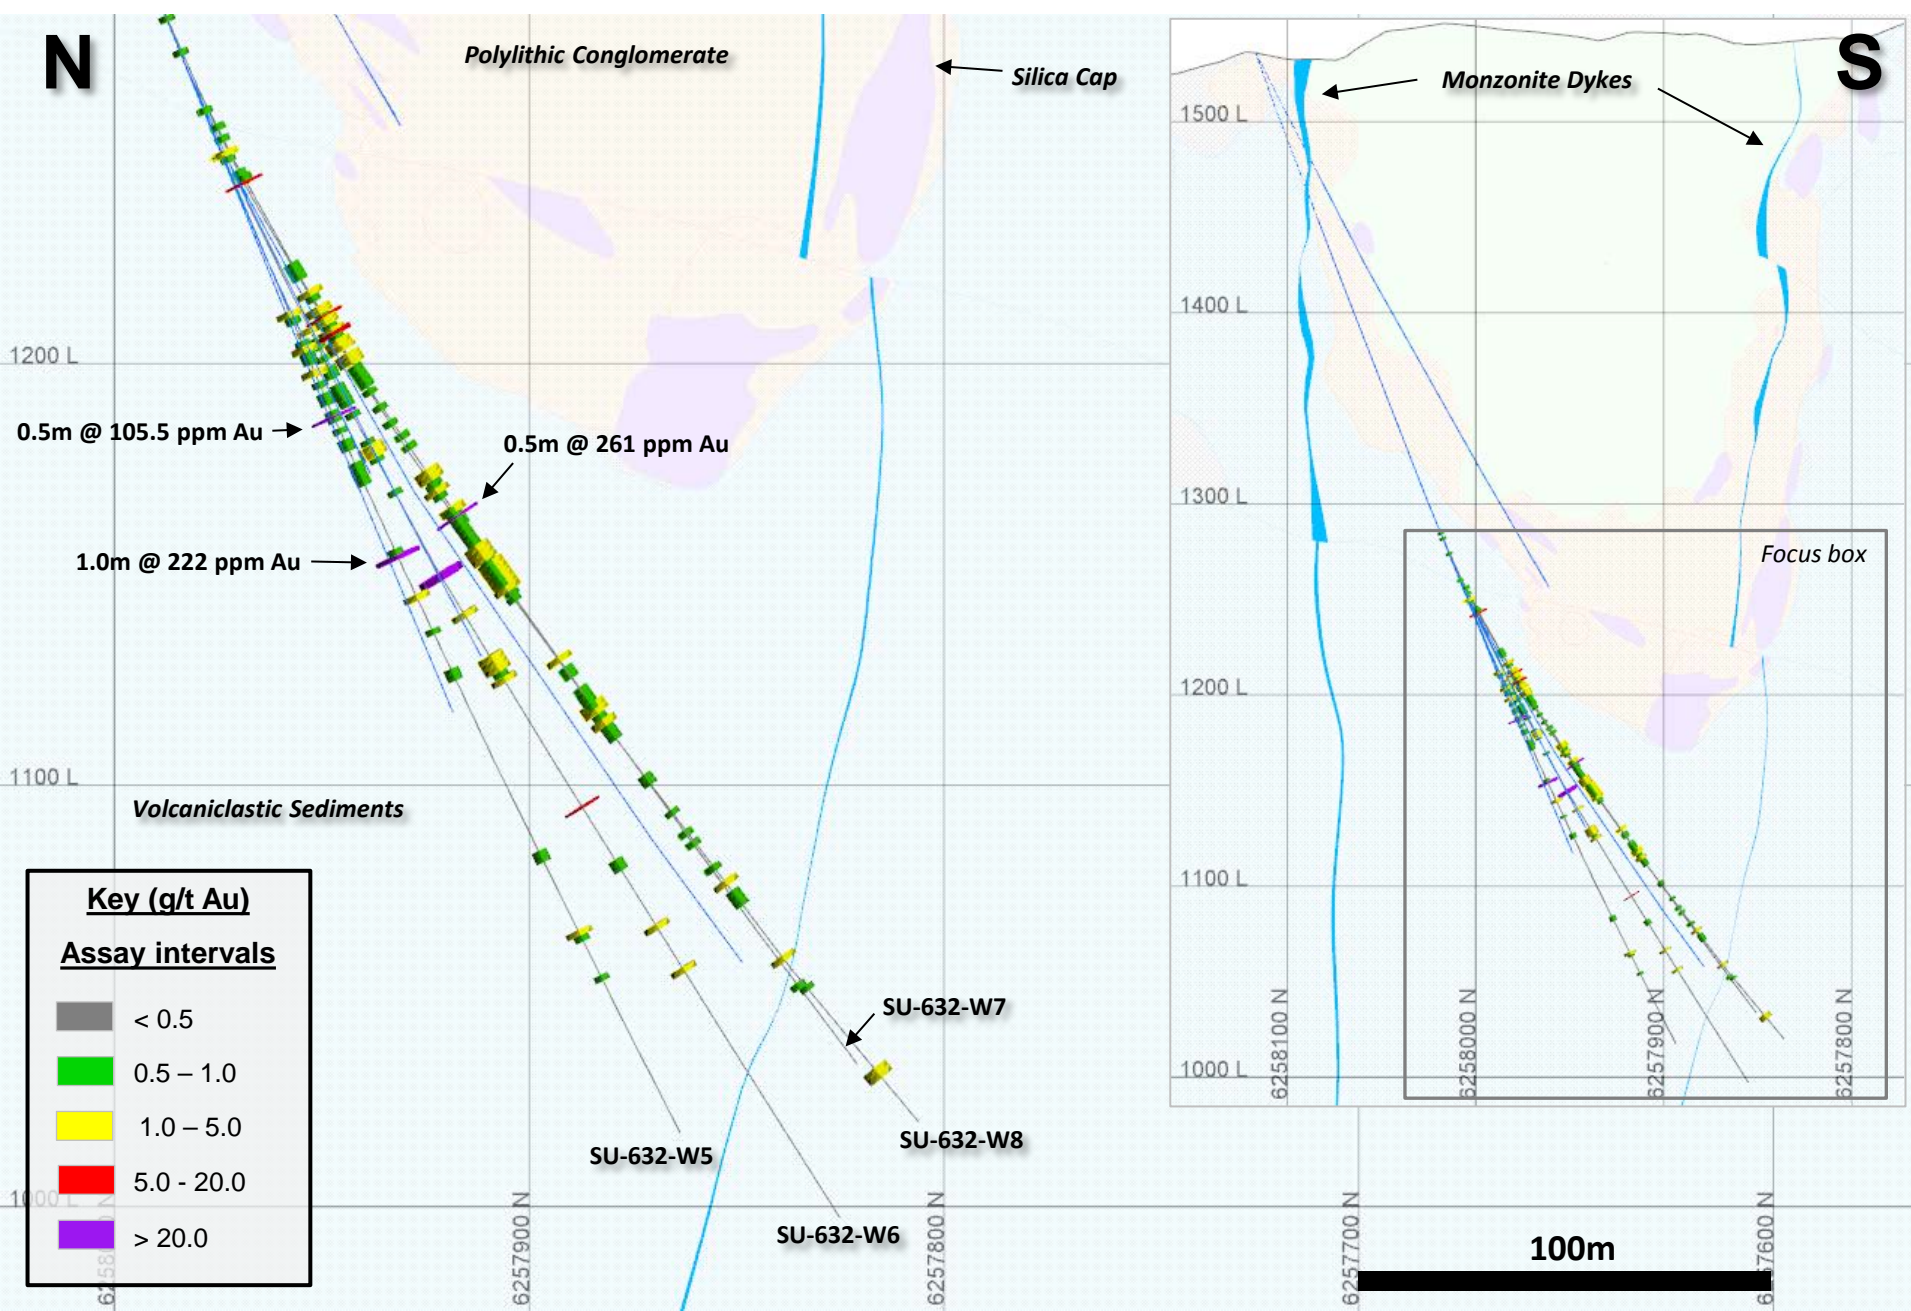 N
Polylithic Conglomerate
Silica Cap
1200 L
0.5m @ 105.5 ppm Au
0.5m @ 261 ppm Au
1.0m @ 222 ppm Au
1100 L
Volcaniclastic Sediments
Key (g/t Au)
Assay intervals
< 0.5
0.5 – 1.0
1.0 – 5.0
5.0 - 20.0
> 20.0
1000 L
6257900 N
6257800 N
6257700 N
6257600 N
SU-632-W7
SU-632-W8
SU-632-W5
SU-632-W6
100m
S
Monzonite Dykes
1500 L
1400 L
1300 L
Focus box
1200 L
1100 L
1000 L
6258100 N
6258000 N
6257900 N
6257800 N